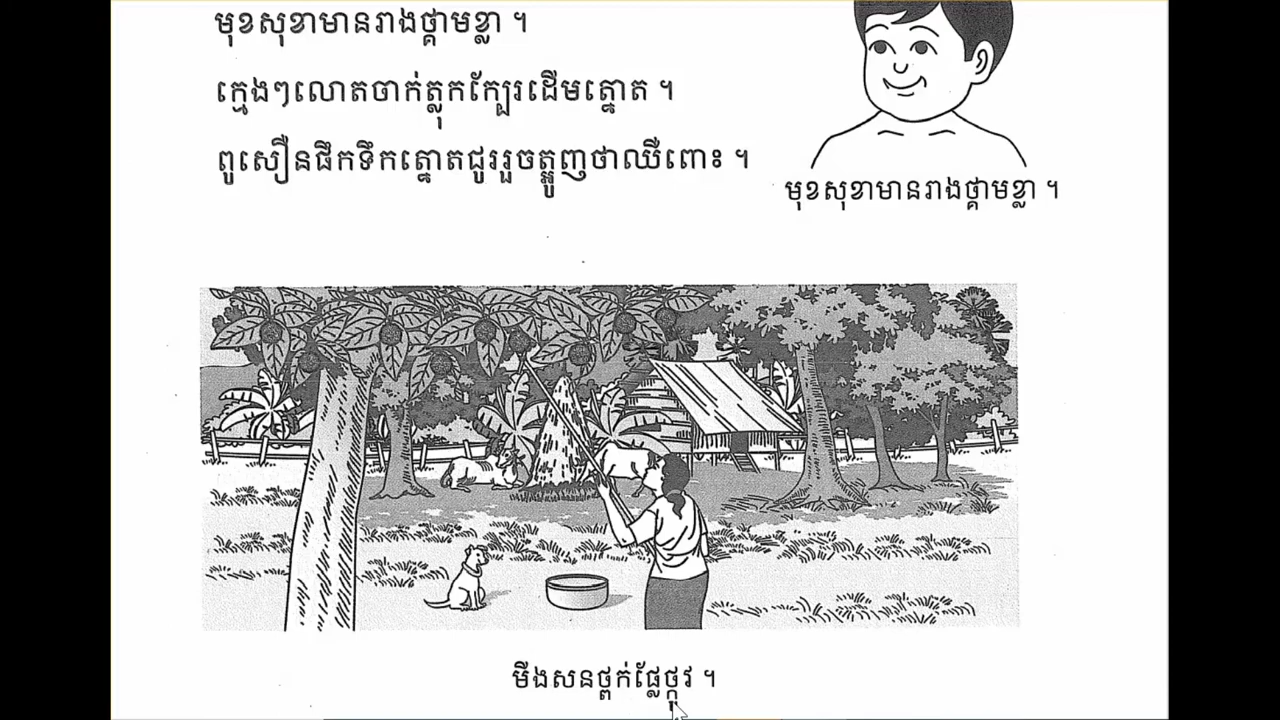 មុខសុខាមានរាងថ្គាមខ្លា ។
ក្មេងៗលោតចាក់ត្លុកក្បែរដើមត្នោត ។
ពូសឿនផឹកទឹកត្នោតជូររួចត្អូញថាឈឺពោះ ។
មុខសុខាមានរាងថ្គាមខ្លា ។
មីងសនថ្ពក់ផ្លែថ្កូវ ។